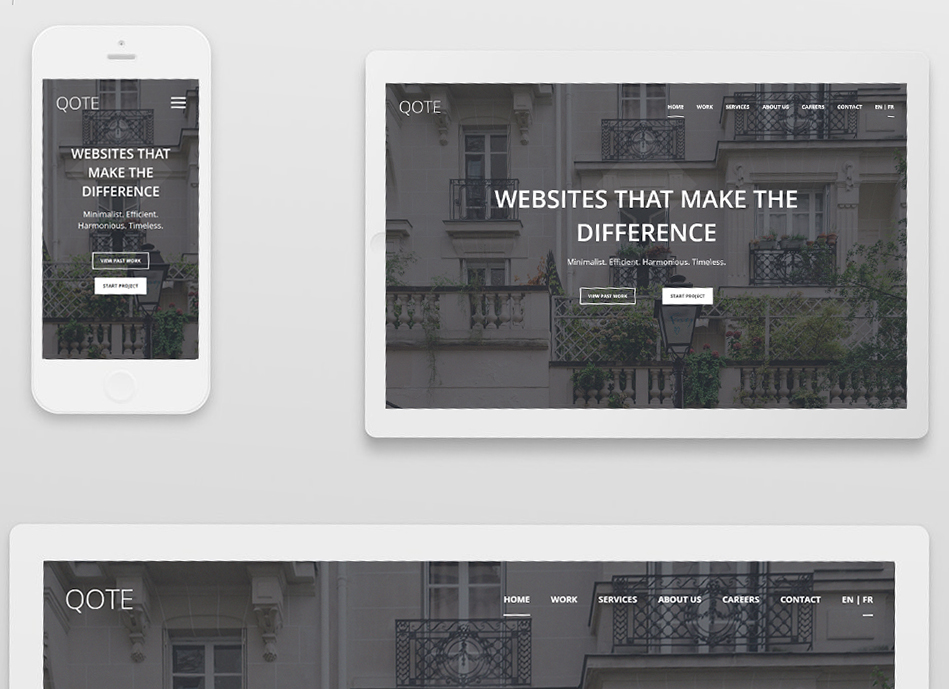 QOTE
WEBSITES THAT
MAKE THE
DIFFERENCE
Minimalist. Efficient.
Harmonious. Timeless.
VIEW PAST WORK
START PROJECT
QOTE
HOME WORK SERVICES ABOUT US CAREERS CONTACT EN | FR
WEBSITES THAT MAKE THE
DIFFERENCE
Minimalist. Efficient. Harmonious. Timeless.
VIEW PAST WORK START PROJECT
QOTE
HOME WORK SERVICES ABOUT US CAREERS CONTACT EN | FR